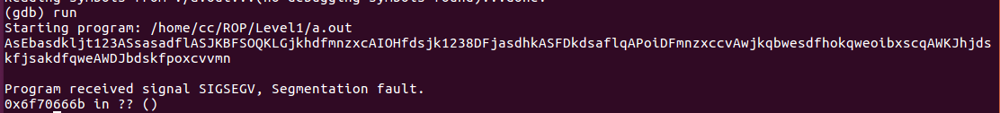 Reading symbols from ./a.out...(no debugging symbols found)...done.
(gdb) run
Starting program: /home/cc/ROP/Level1/a.out
AsEbasdkljt123ASsasadflASJKBFSOQKLGjkhdfmnzxcAIOHfdsjk1238DFjasdhkASFDkdsaflqAPoiDFmnzxccvAwjkqbwesdfhokqweoibxscqAWKJhjds
kfjsakdfqweAWDJbdskfpoxcvvmn
Program received signal SIGSEGV, Segmentation fault.
0x6f70666b in ?? ()